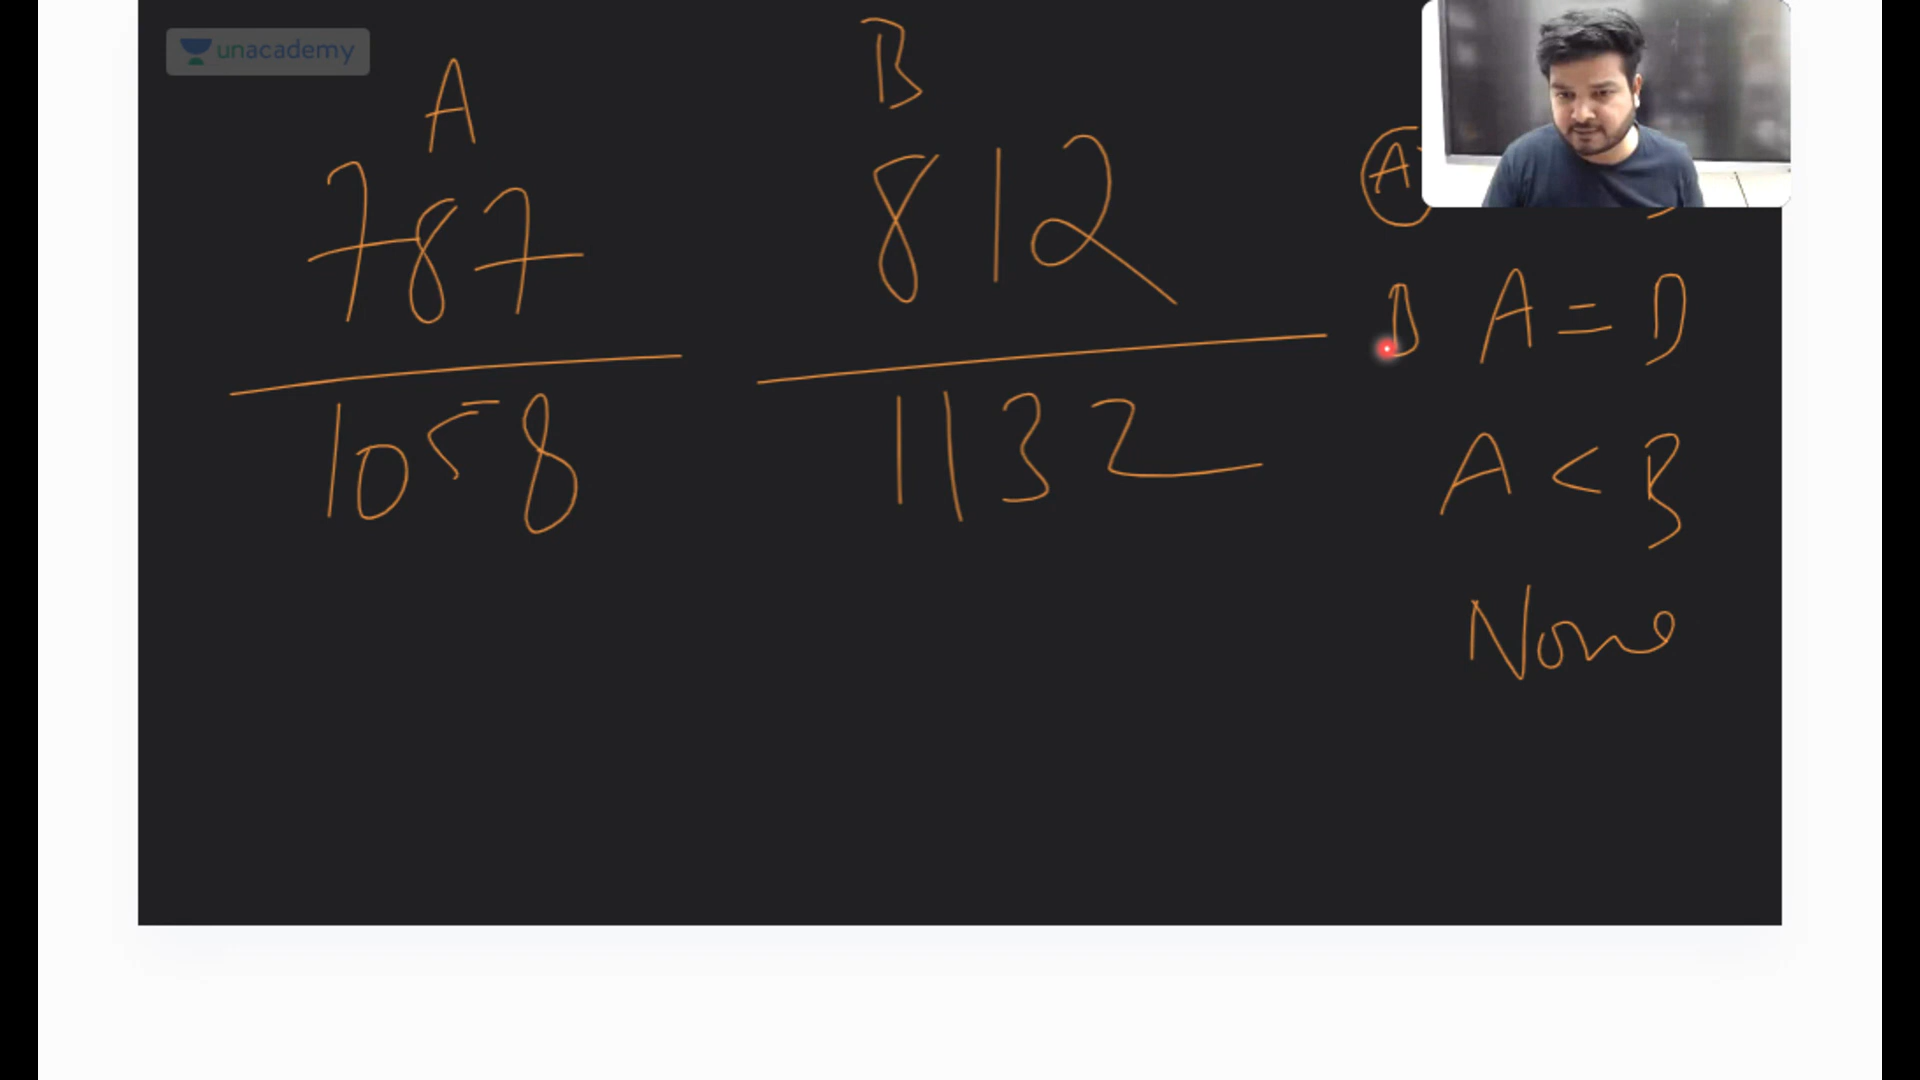 unacademy
A
787
1058
B
812
1132
A
B A = B
A < B
None